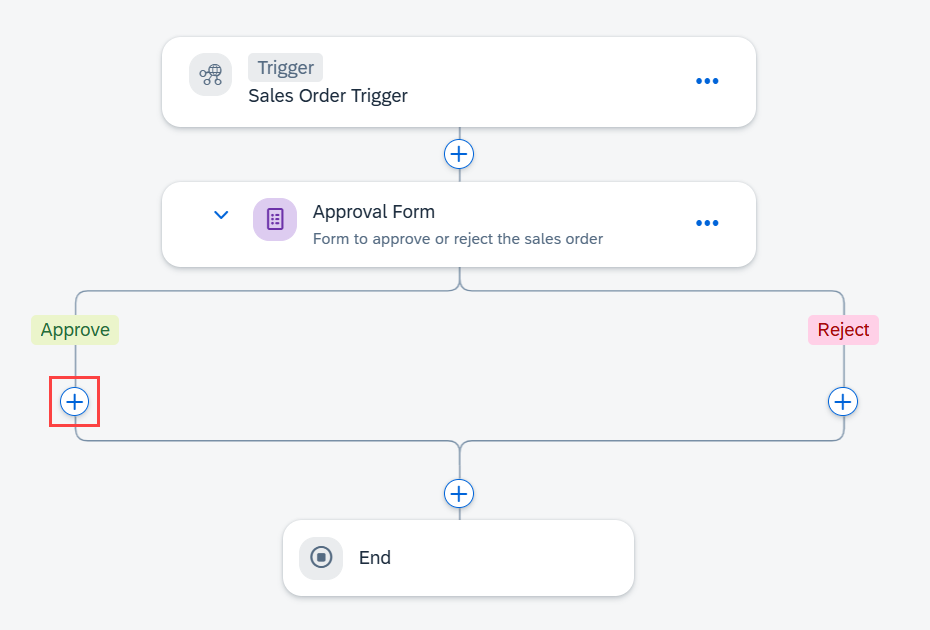 Trigger
Sales Order Trigger
Approval Form
Form to approve or reject the sales order
Approve
Reject
End